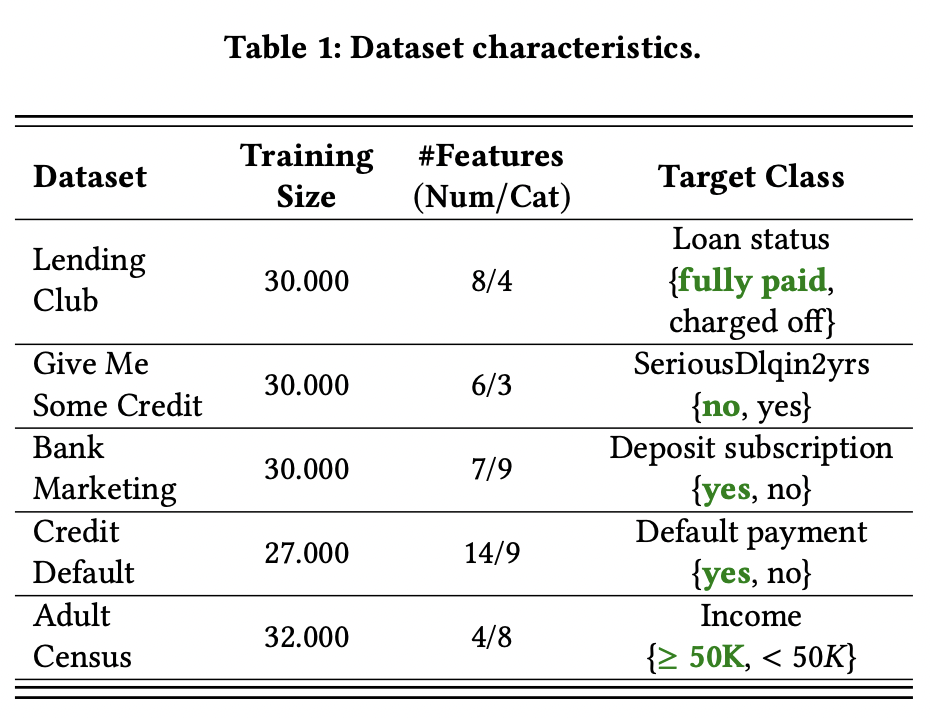 Table 1: Dataset characteristics.
Dataset
Training
Size
#Features
(Num/Cat)
Target Class
Lending
Club
30.000
8/4
Loan status
{fully paid,
charged off}
Give Me
Some Credit
30.000
6/3
SeriousDlqin2yrs
{no, yes}
Bank
Marketing
30.000
7/9
Deposit subscription
{yes, no}
Credit
Default
27.000
14/9
Default payment
{yes, no}
Adult
Census
32.000
4/8
Income
{≥ 50K, < 50K}